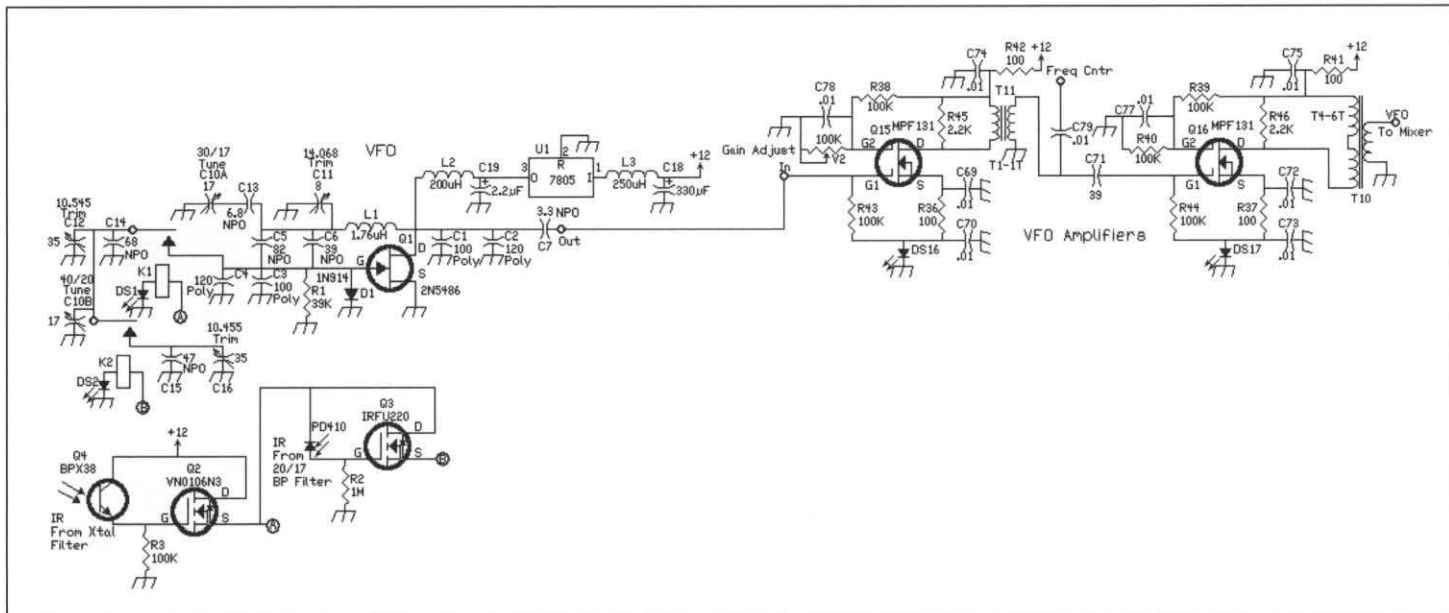 VFO
30/17
Tune
C10A
17
C13
6.8
NPO
14.068
Trim
C11
8
L1
1.76uH
L2
200uH
C19
2.2µF
U1
R
7805
O
I
3
2
1
L3
250uH
C18
330µF
+12
10.545
Trim
C12
35
C14
68
NPO
40/20
Tune
C10B
17
K1
DS1
A
K2
DS2
B
120
Poly
C4
C5
82
NPO
C6
39
NPO
C3
100
Poly
R1
39K
1N914
D1
Q1
G
D
S
2N5486
C1
100
Poly
C2
120
Poly
3.3 NPO
C7
Out
10.455
Trim
35
47
NPO
C15
C16
Q4
BPX38
IR
From Xtal
Filter
+12
Q2
VN0106N3
G
D
S
R3
100K
A
IR
From
20/17
BP Filter
PD410
Q3
IRFU220
G
D
S
R2
1M
B
Gain Adjust
In
C78
.01
100K
V2
R38
100K
C74
.01
R42
100
+12
R45
2.2K
T11
T1-1T
Q15
MPF131
G2
D
G1
S
R43
100K
R36
100
C69
.01
C70
.01
DS16
Freq Cntr
C79
.01
C71
39
VFO Amplifiers
C77
.01
R40
100K
R39
100K
C75
.01
R41
100
+12
R46
2.2K
Q16
MPF131
G2
D
G1
S
R44
100K
R37
100
C72
.01
C73
.01
DS17
T4-6T
T10
VFO
To Mixer